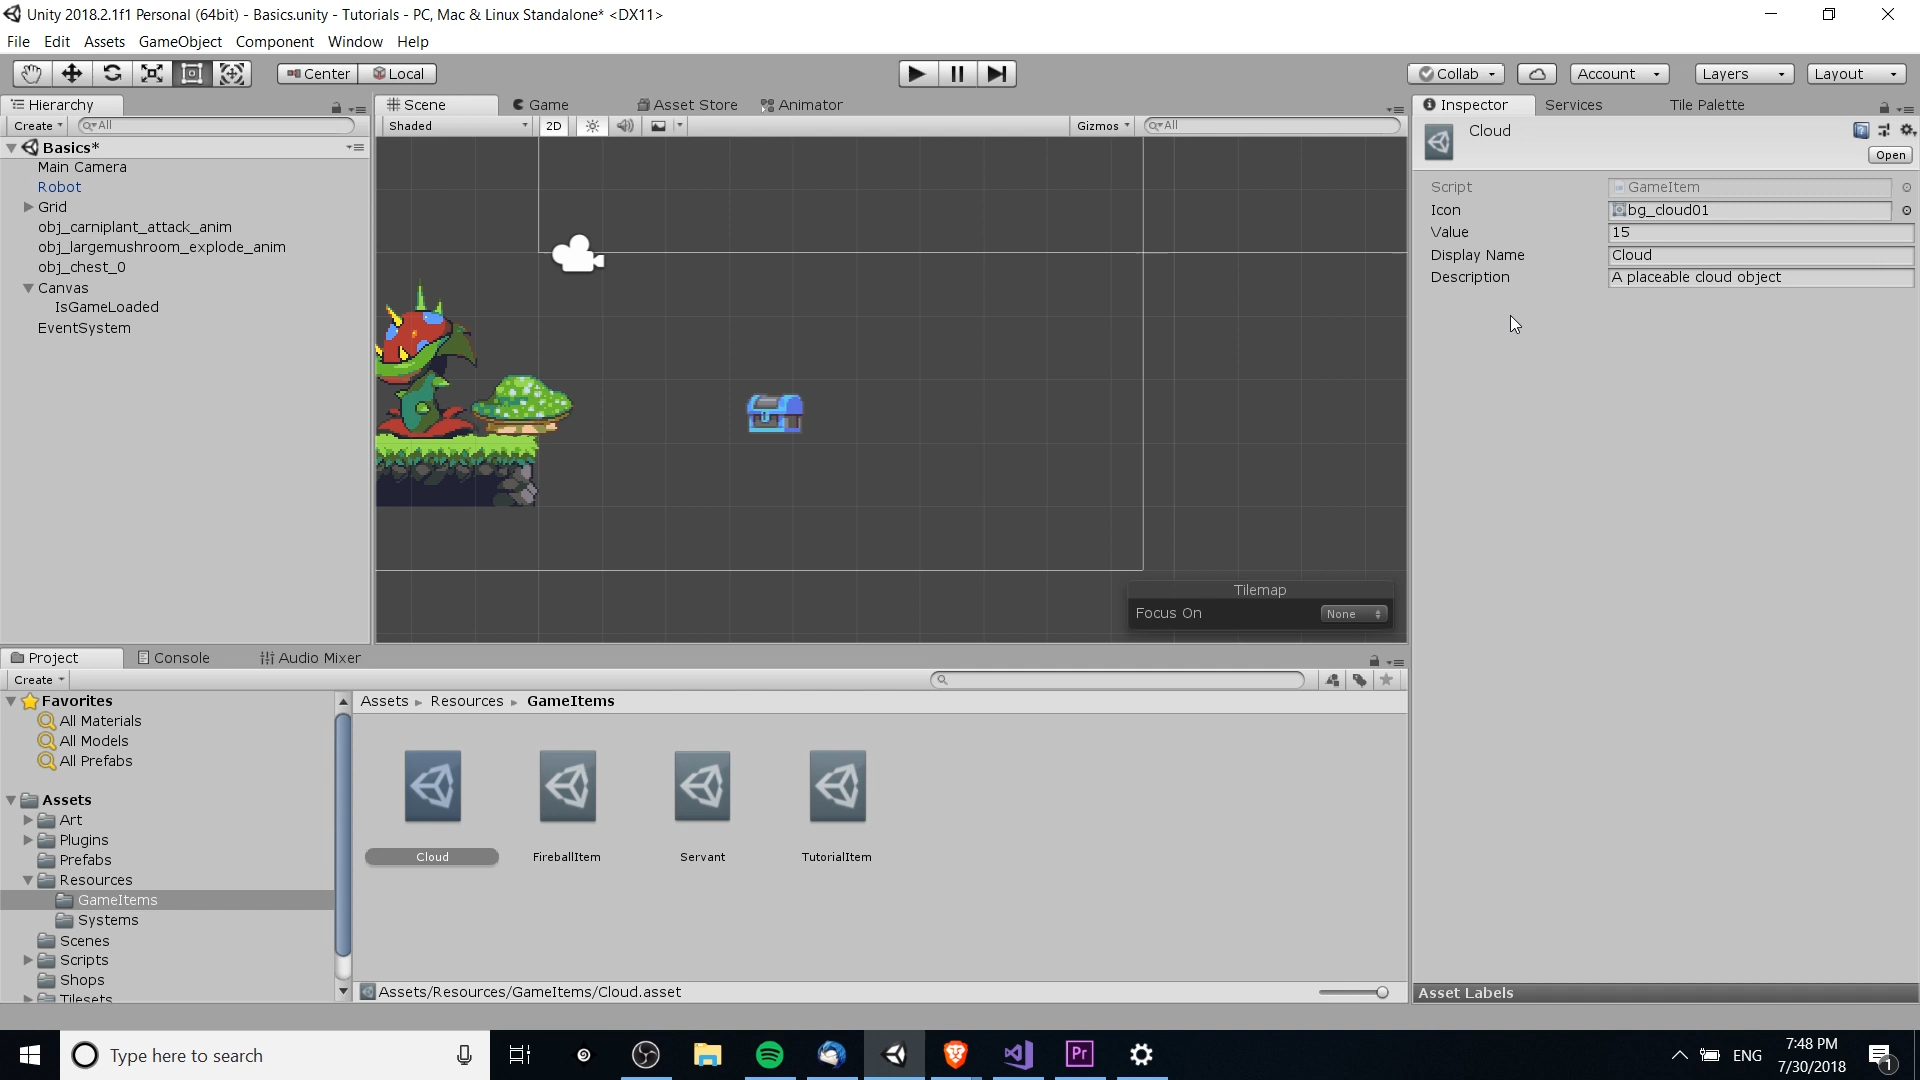 Unity 2018.2.1f1 Personal (64bit) - Basics.unity - Tutorials - PC, Mac & Linux Standalone* <DX11>
File Edit Assets GameObject Component Window Help
Center Local Collab Account Layers Layout
Hierarchy
Create All
Basics*
Main Camera
Robot
Grid
obj_carniplant_attack_anim
obj_largemushroom_explode_anim
obj_chest_0
Canvas
IsGameLoaded
EventSystem
Scene Game Asset Store Animator
Shaded 2D Gizmos All
Tilemap
Focus On None
Inspector Services Tile Palette
Cloud
Open
Script GameItem
Icon bg_cloud01
Value 15
Display Name Cloud
Description A placeable cloud object
Asset Labels
Project Console Audio Mixer
Create
Favorites
All Materials
All Models
All Prefabs
Assets
Art
Plugins
Prefabs
Resources
GameItems
Systems
Scenes
Scripts
Shops
Tilesets
Assets Resources GameItems
Cloud FireballItem Servant TutorialItem
Assets/Resources/GameItems/Cloud.asset
Type here to search
Pr
ENG
7:48 PM
7/30/2018
1